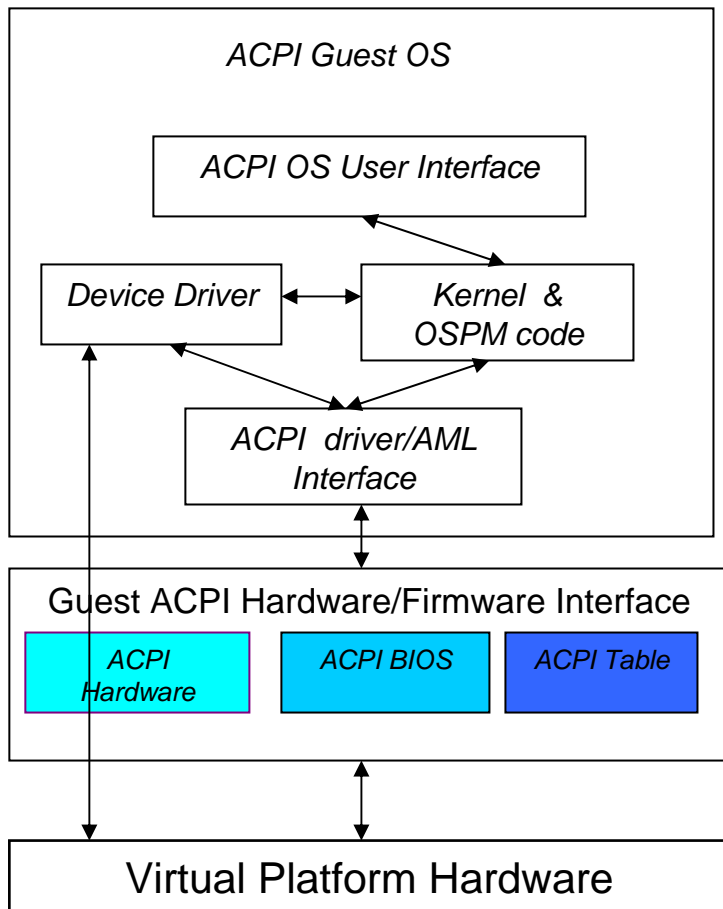 ACPI Guest OS
ACPI OS User Interface
Device Driver
Kernel &
OSPM code
ACPI driver/AML
Interface
Guest ACPI Hardware/Firmware Interface
ACPI
Hardware
ACPI BIOS
ACPI Table
Virtual Platform Hardware